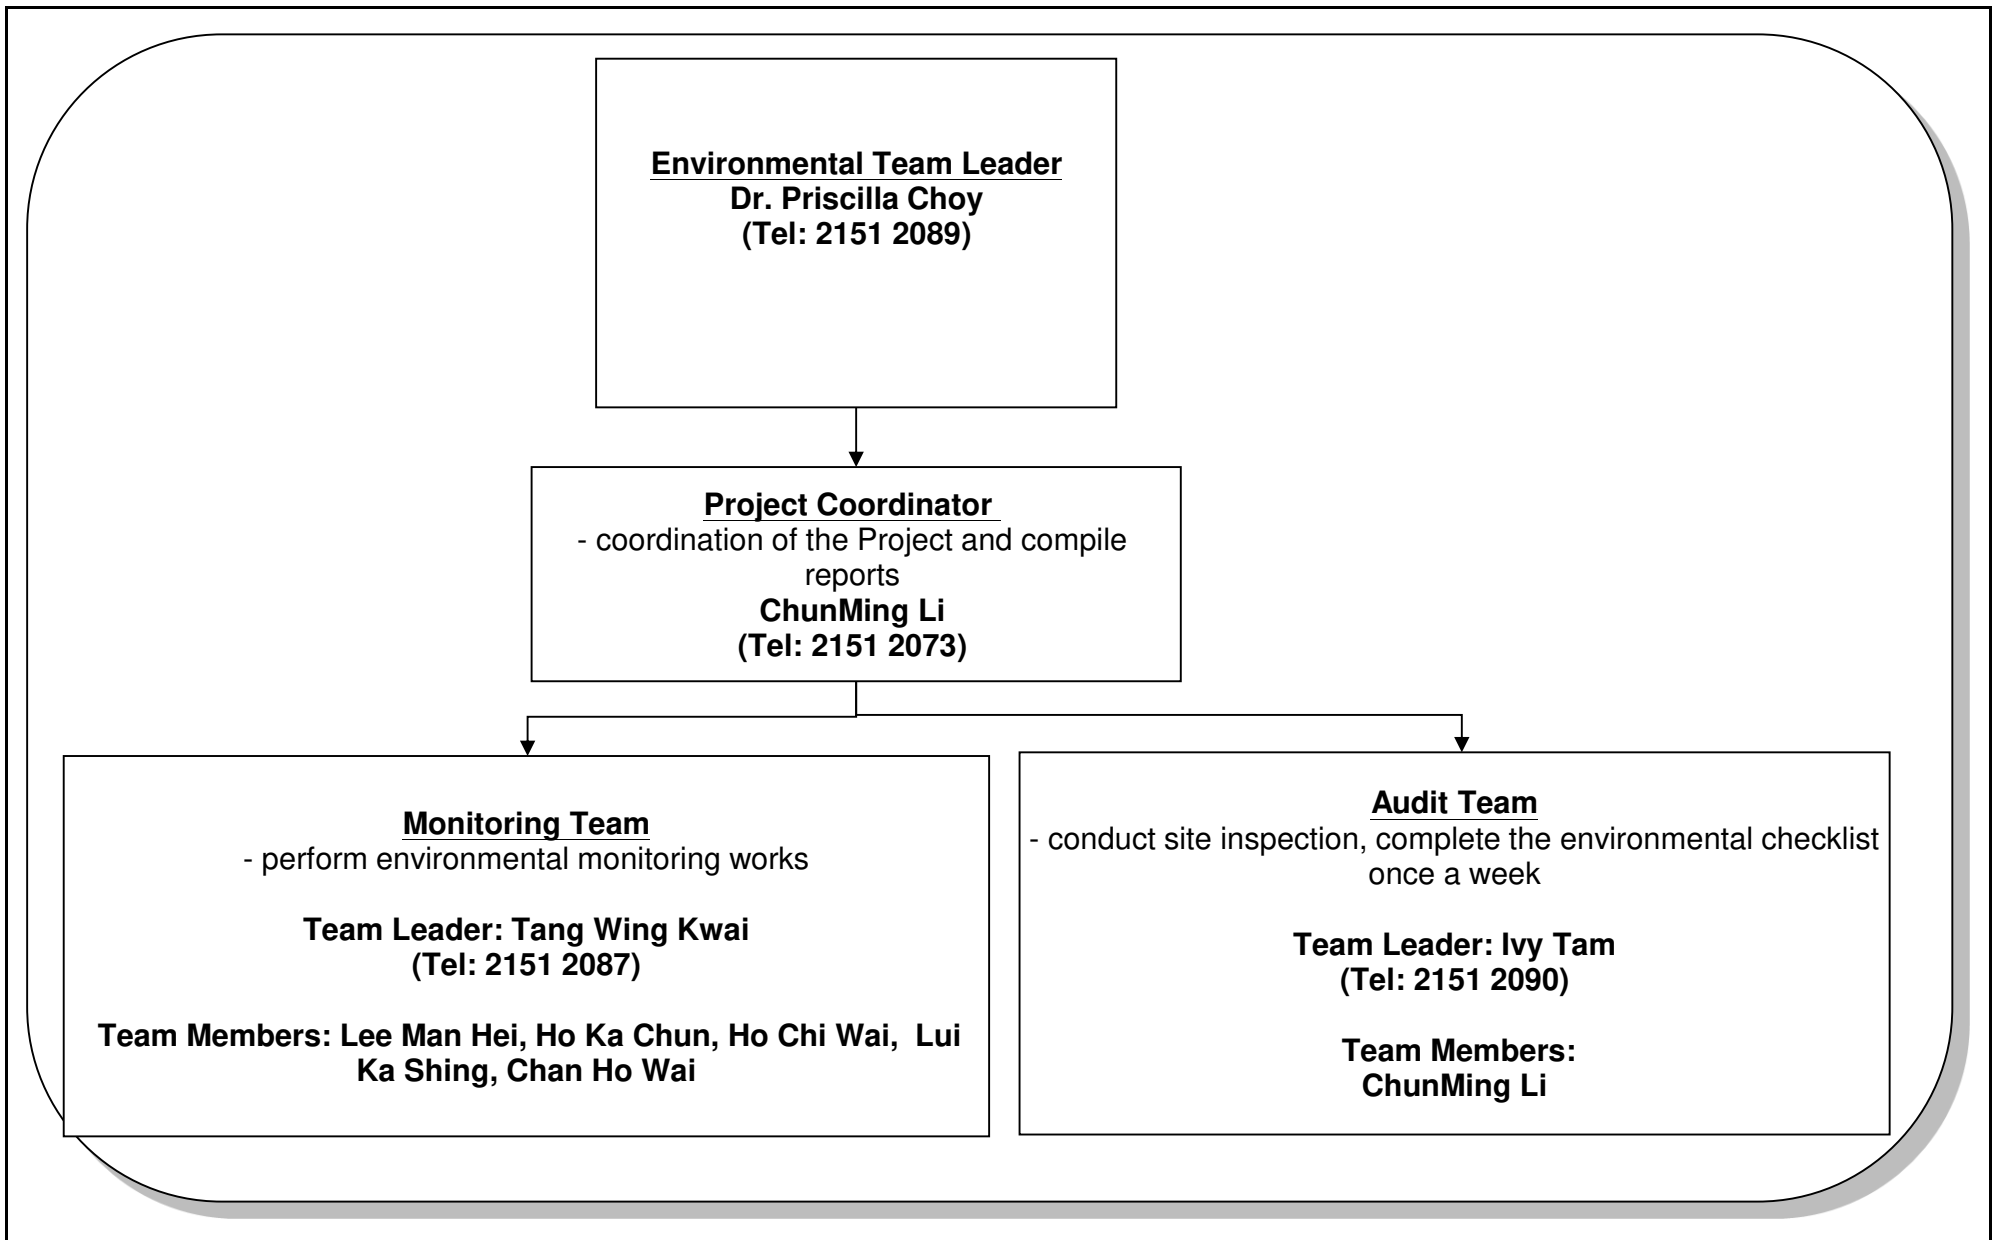 Environmental Team Leader
Dr. Priscilla Choy
(Tel: 2151 2089)
Project Coordinator
- coordination of the Project and compile
reports
ChunMing Li
(Tel: 2151 2073)
Monitoring Team
- perform environmental monitoring works
Team Leader: Tang Wing Kwai
(Tel: 2151 2087)
Team Members: Lee Man Hei, Ho Ka Chun, Ho Chi Wai,  Lui
Ka Shing, Chan Ho Wai
Audit Team
- conduct site inspection, complete the environmental checklist
once a week
Team Leader: Ivy Tam
(Tel: 2151 2090)
Team Members:
ChunMing Li